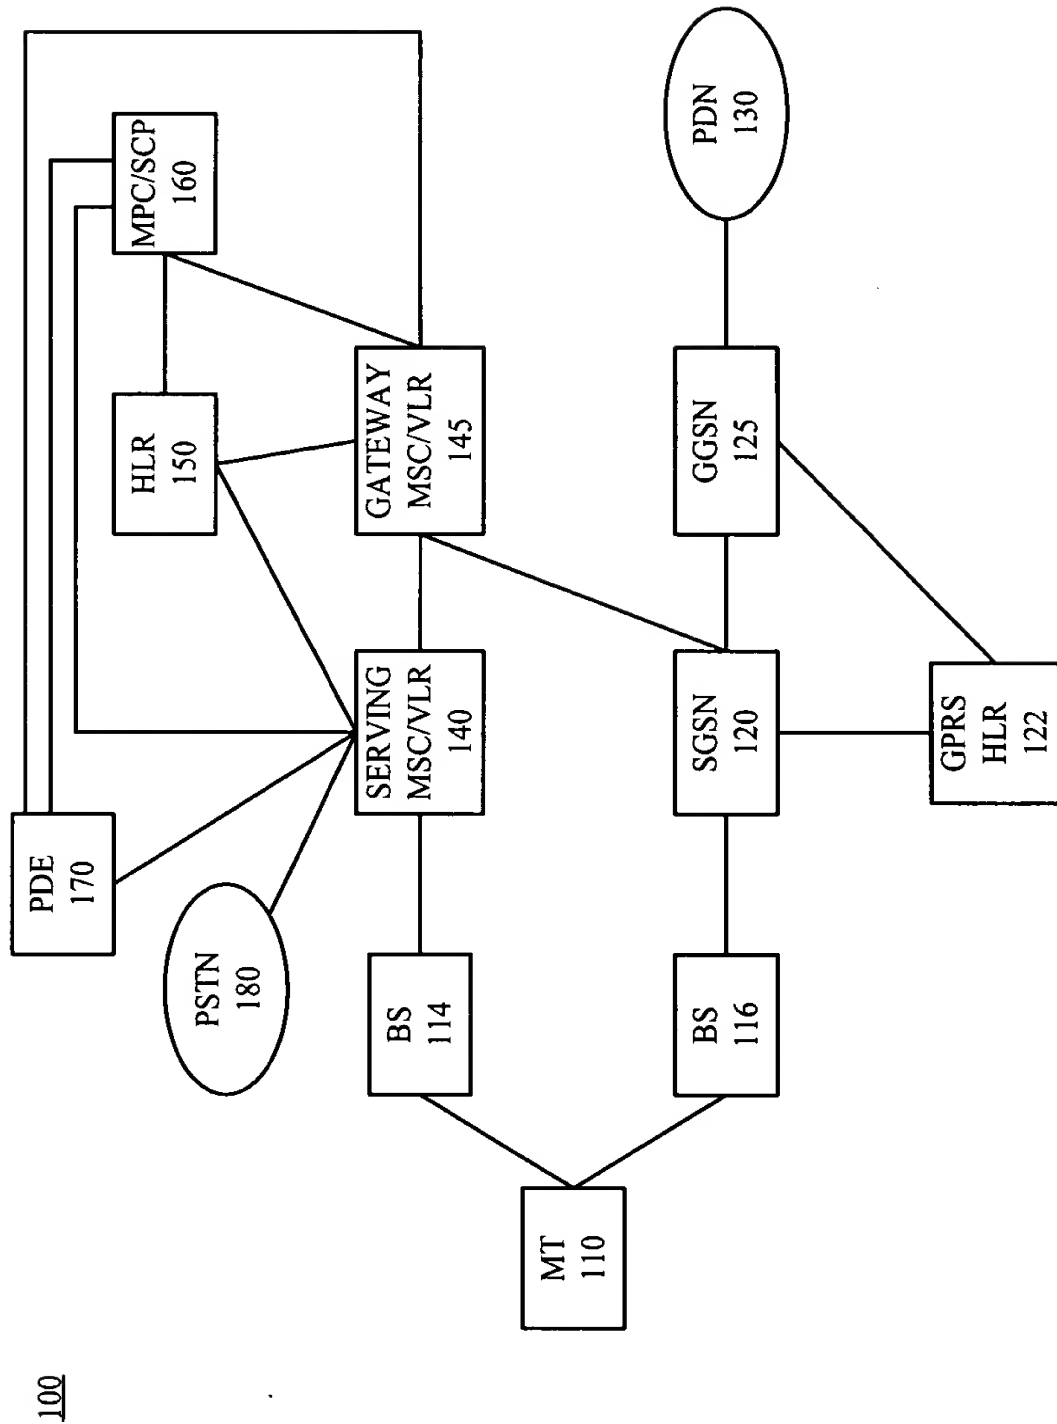 100
PDE
170
MPC/SCP
160
HLR
150
PSTN
180
SERVING
MSC/VLR
140
GATEWAY
MSC/VLR
145
BS
114
MT
110
BS
116
SGSN
120
GGSN
125
PDN
130
GPRS
HLR
122